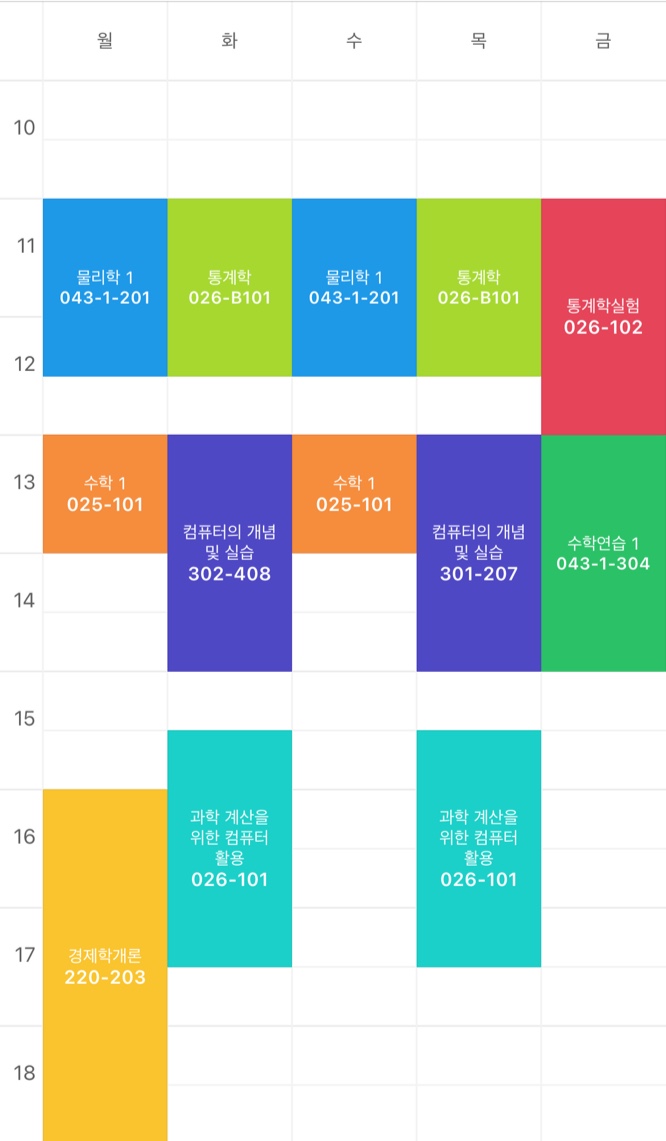 월 화 수 목 금
10
11
물리학 1
043-1-201
통계학
026-B101
물리학 1
043-1-201
통계학
026-B101
통계학실험
026-102
12
13
수학 1
025-101
컴퓨터의 개념
및 실습
302-408
수학 1
025-101
컴퓨터의 개념
및 실습
301-207
수학연습 1
043-1-304
14
15
16
과학 계산을
위한 컴퓨터
활용
026-101
과학 계산을
위한 컴퓨터
활용
026-101
17
경제학개론
220-203
18